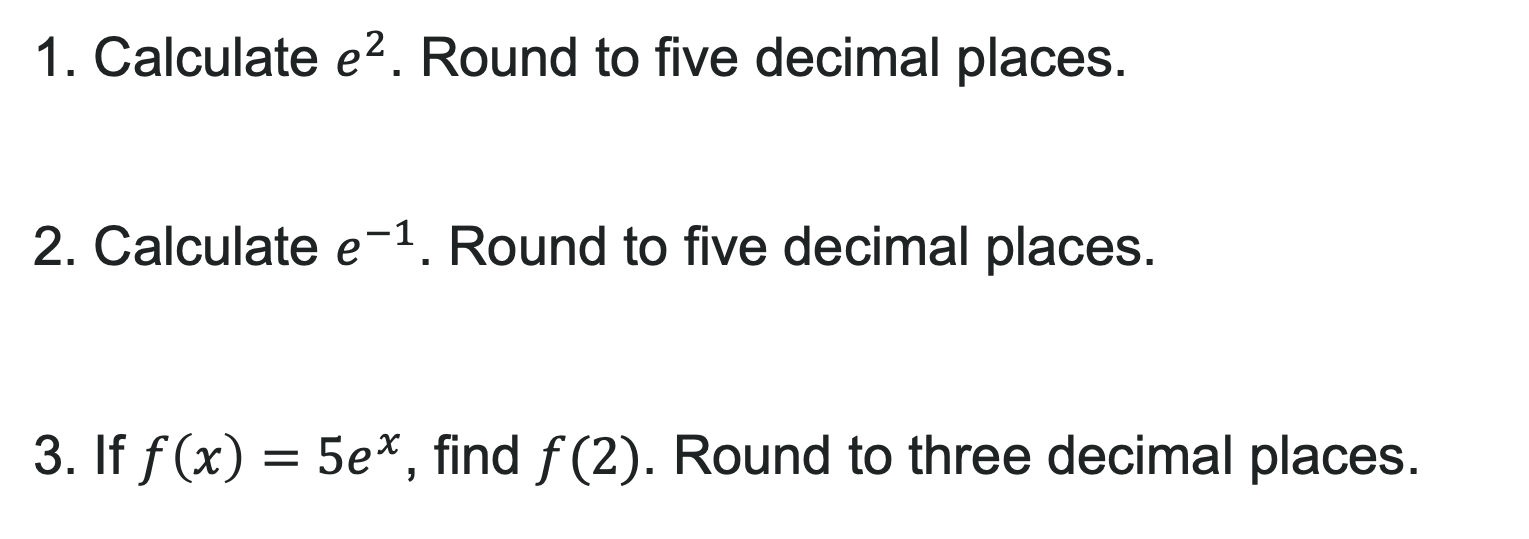 1. Calculate e². Round to five decimal places.
2. Calculate e⁻¹. Round to five decimal places.
3. If f(x) = 5eˣ, find f(2). Round to three decimal places.